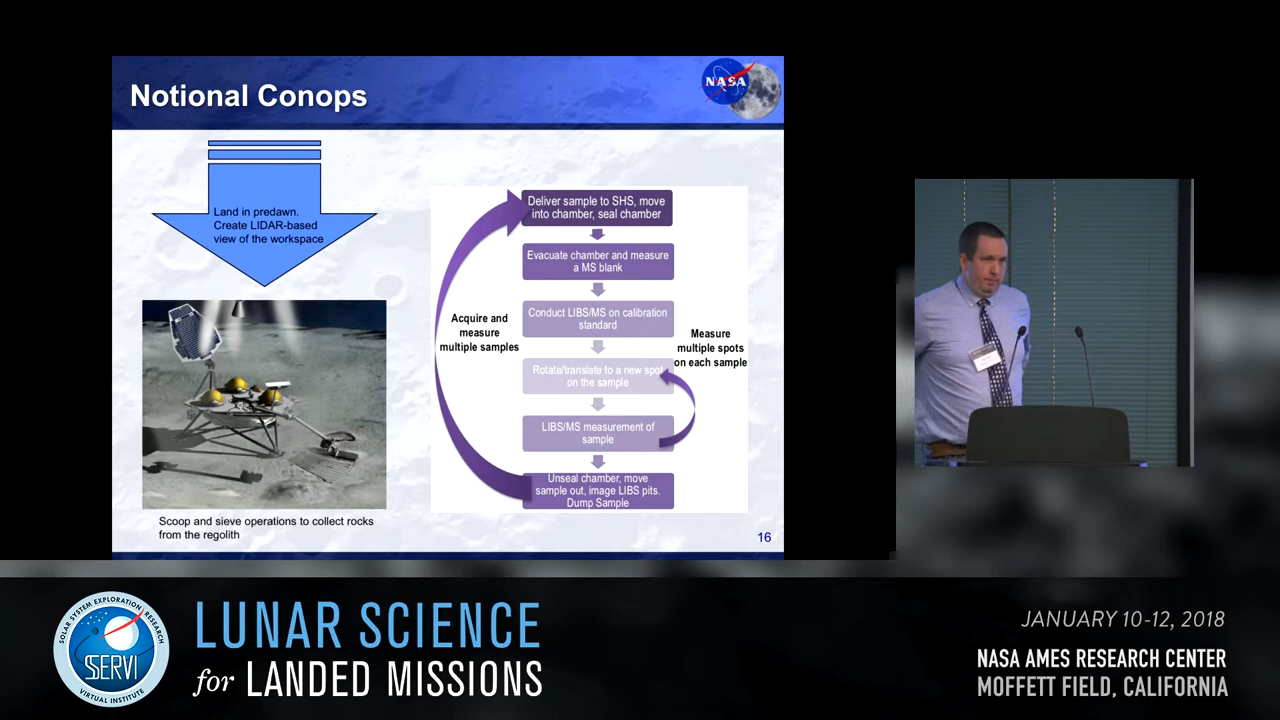 Notional Conops
NASA
Land in predawn.
Create LIDAR-based
view of the workspace
Scoop and sieve operations to collect rocks
from the regolith
Deliver sample to SHS, move
into chamber, seal chamber
Evacuate chamber and measure
a MS blank
Conduct LIBS/MS on calibration
standard
Rotate/translate to a new spot
on the sample
LIBS/MS measurement of
sample
Unseal chamber, move
sample out, image LIBS pits.
Dump Sample
Acquire and
measure
multiple samples
Measure
multiple spots
on each sample
16
SOLAR SYSTEM EXPLORATION RESEARCH
SSERVI
VIRTUAL INSTITUTE
LUNAR SCIENCE
for LANDED MISSIONS
JANUARY 10-12, 2018
NASA AMES RESEARCH CENTER
MOFFETT FIELD, CALIFORNIA